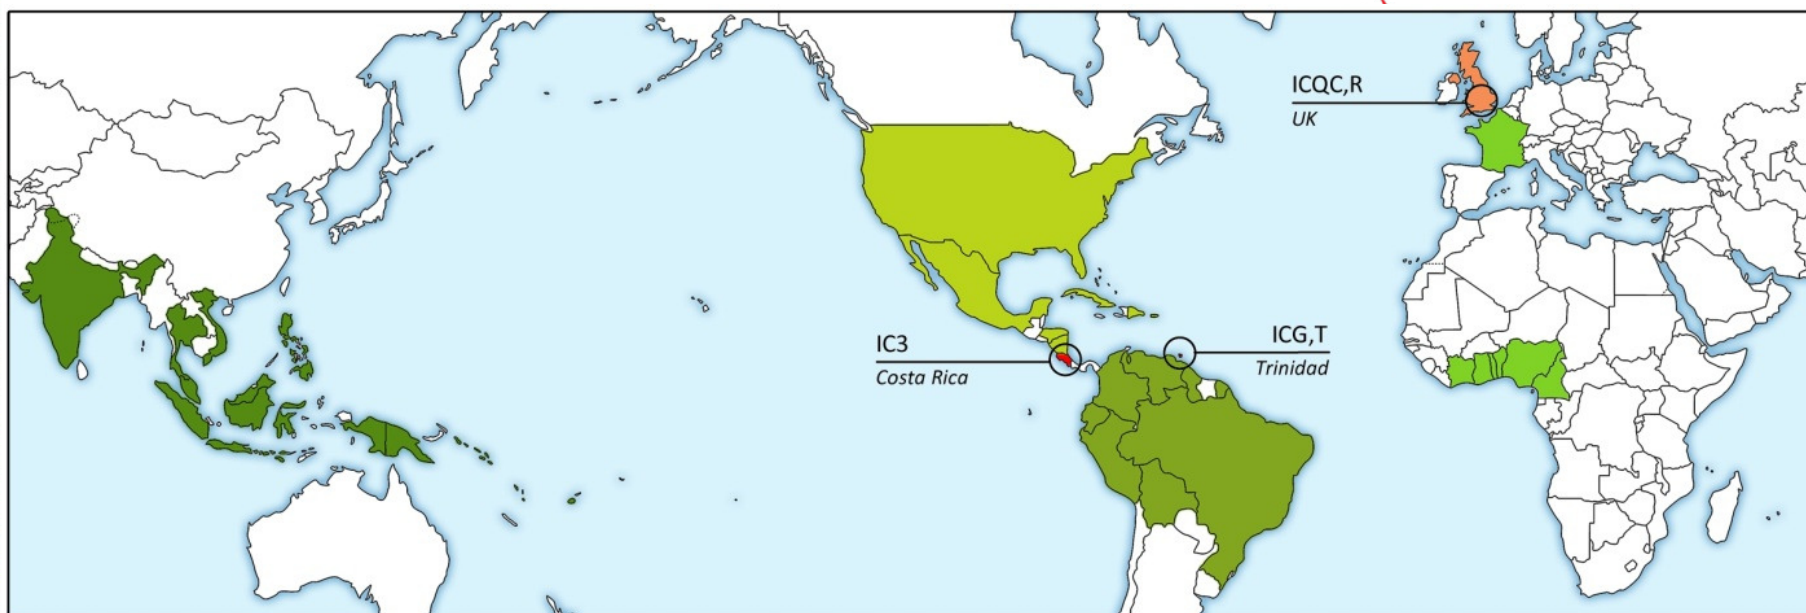 ICQC,R
UK
IC3
Costa Rica
ICG,T
Trinidad